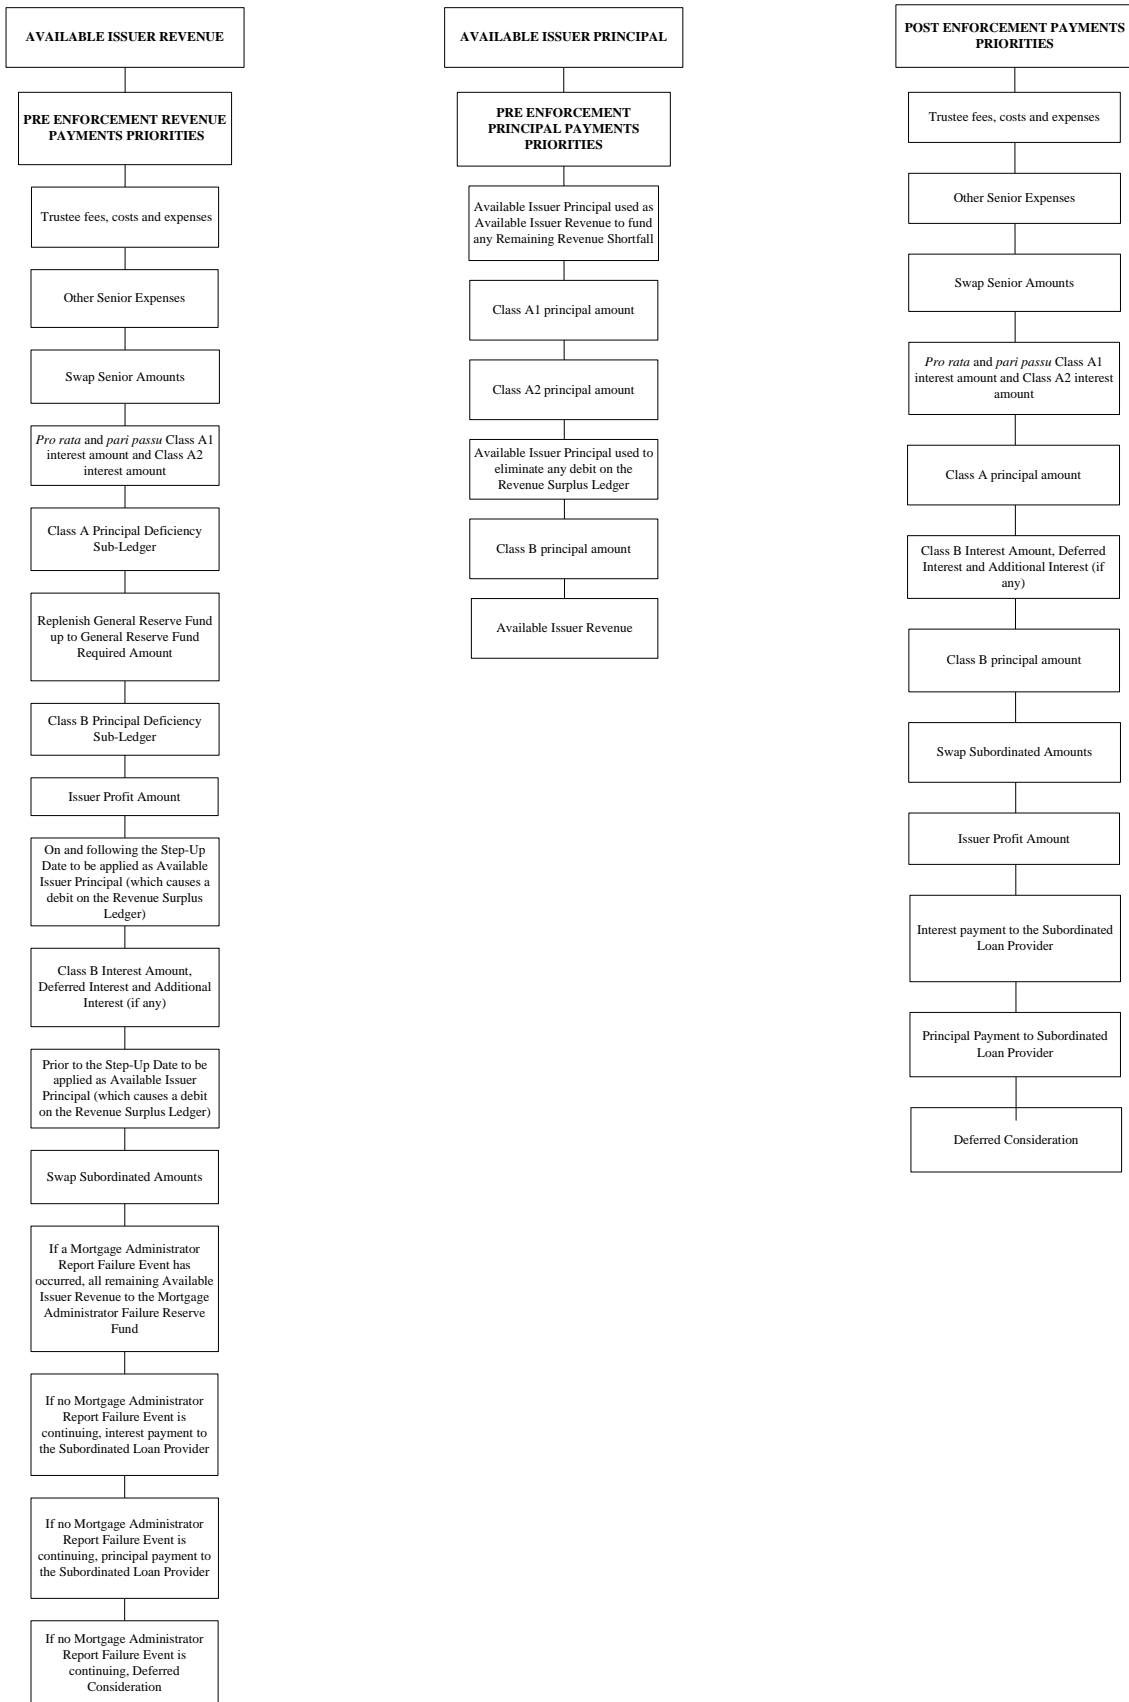 AVAILABLE ISSUER REVENUE
PRE ENFORCEMENT REVENUE
PAYMENTS PRIORITIES
Trustee fees, costs and expenses
Other Senior Expenses
Swap Senior Amounts
Pro rata and pari passu Class A1
interest amount and Class A2
interest amount
Class A Principal Deficiency
Sub-Ledger
Replenish General Reserve Fund
up to General Reserve Fund
Required Amount
Class B Principal Deficiency
Sub-Ledger
Issuer Profit Amount
On and following the Step-Up
Date to be applied as Available
Issuer Principal (which causes a
debit on the Revenue Surplus
Ledger)
Class B Interest Amount,
Deferred Interest and Additional
Interest (if any)
Prior to the Step-Up Date to be
applied as Available Issuer
Principal (which causes a debit
on the Revenue Surplus Ledger)
Swap Subordinated Amounts
If a Mortgage Administrator
Report Failure Event has
occurred, all remaining Available
Issuer Revenue to the Mortgage
Administrator Failure Reserve
Fund
If no Mortgage Administrator
Report Failure Event is
continuing, interest payment to
the Subordinated Loan Provider
If no Mortgage Administrator
Report Failure Event is
continuing, principal payment to
the Subordinated Loan Provider
If no Mortgage Administrator
Report Failure Event is
continuing, Deferred
Consideration
AVAILABLE ISSUER PRINCIPAL
PRE ENFORCEMENT
PRINCIPAL PAYMENTS
PRIORITIES
Available Issuer Principal used as
Available Issuer Revenue to fund
any Remaining Revenue Shortfall
Class A1 principal amount
Class A2 principal amount
Available Issuer Principal used to
eliminate any debit on the
Revenue Surplus Ledger
Class B principal amount
Available Issuer Revenue
POST ENFORCEMENT PAYMENTS
PRIORITIES
Trustee fees, costs and expenses
Other Senior Expenses
Swap Senior Amounts
Pro rata and pari passu Class A1
interest amount and Class A2 interest
amount
Class A principal amount
Class B Interest Amount, Deferred
Interest and Additional Interest (if
any)
Class B principal amount
Swap Subordinated Amounts
Issuer Profit Amount
Interest payment to the Subordinated
Loan Provider
Principal Payment to Subordinated
Loan Provider
Deferred Consideration